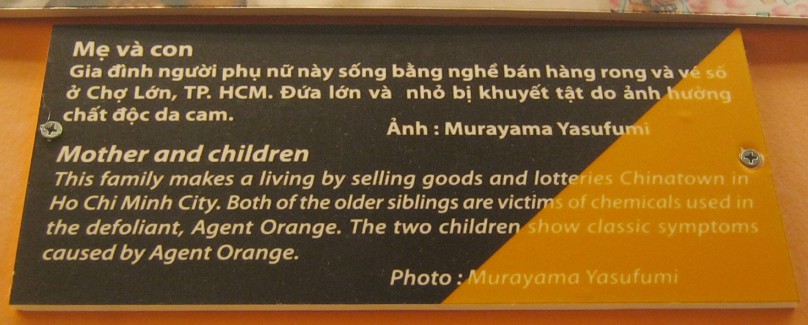 Mẹ và con
Gia đình người phụ nữ này sống bằng nghề bán hàng rong và vé số
ở Chợ Lớn, TP. HCM. Đứa lớn và nhỏ bị khuyết tật do ảnh hưởng
chất độc da cam.
Ảnh : Murayama Yasufumi
Mother and children
This family makes a living by selling goods and lotteries Chinatown in
Ho Chi Minh City. Both of the older siblings are victims of chemicals used in
the defoliant, Agent Orange. The two children show classic symptoms
caused by Agent Orange.
Photo : Murayama Yasufumi